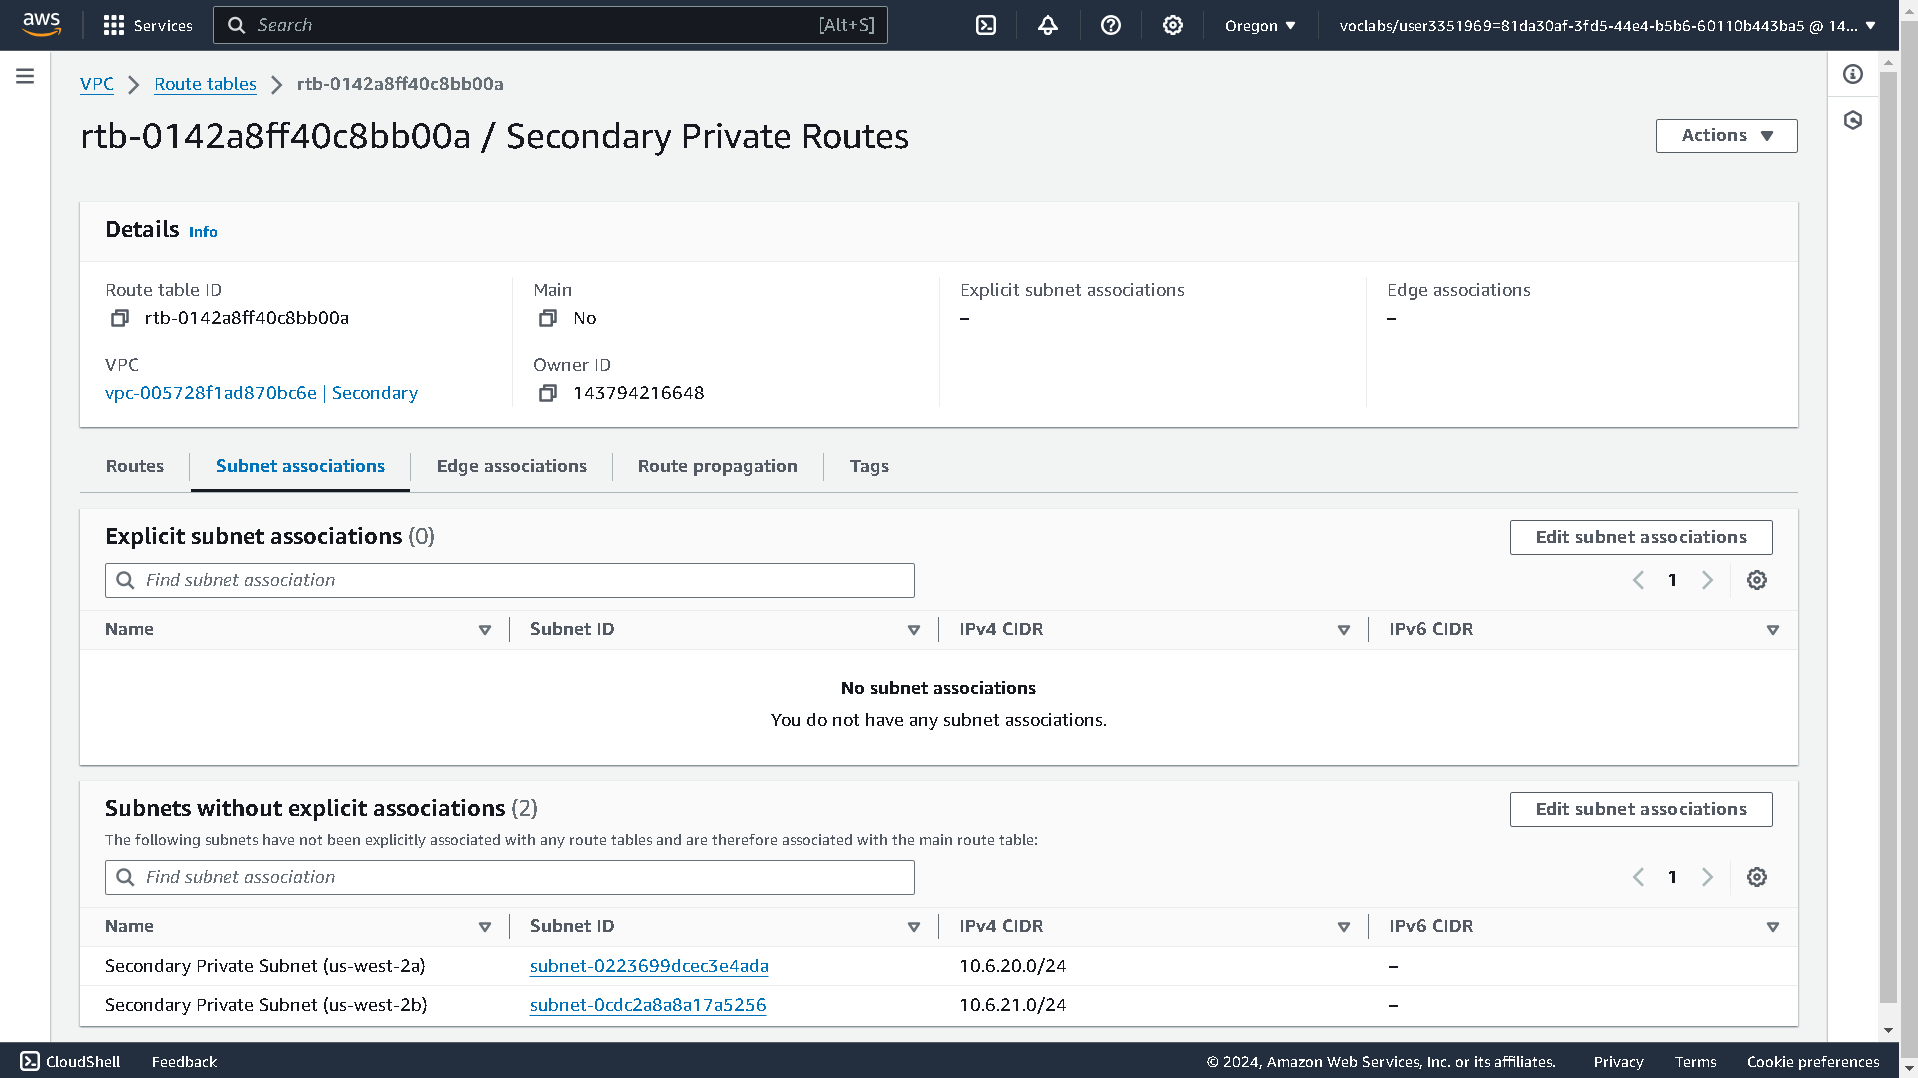 aws
Services
Search [Alt+S]
Oregon
voclabs/user3351969=81da30af-3fd5-44e4-b5b6-60110b443ba5 @ 14...
VPC
Route tables
rtb-0142a8ff40c8bb00a
rtb-0142a8ff40c8bb00a / Secondary Private Routes
Actions
Details Info
Route table ID
rtb-0142a8ff40c8bb00a
Main
No
Explicit subnet associations
–
Edge associations
–
VPC
vpc-005728f1ad870bc6e | Secondary
Owner ID
143794216648
Routes
Subnet associations
Edge associations
Route propagation
Tags
Explicit subnet associations (0)
Edit subnet associations
Find subnet association
1
Name Subnet ID IPv4 CIDR IPv6 CIDR
No subnet associations
You do not have any subnet associations.
Subnets without explicit associations (2)
Edit subnet associations
The following subnets have not been explicitly associated with any route tables and are therefore associated with the main route table:
Find subnet association
1
Name Subnet ID IPv4 CIDR IPv6 CIDR
Secondary Private Subnet (us-west-2a) subnet-0223699dcec3e4ada 10.6.20.0/24 –
Secondary Private Subnet (us-west-2b) subnet-0cdc2a8a8a17a5256 10.6.21.0/24 –
CloudShell
Feedback
© 2024, Amazon Web Services, Inc. or its affiliates.
Privacy
Terms
Cookie preferences